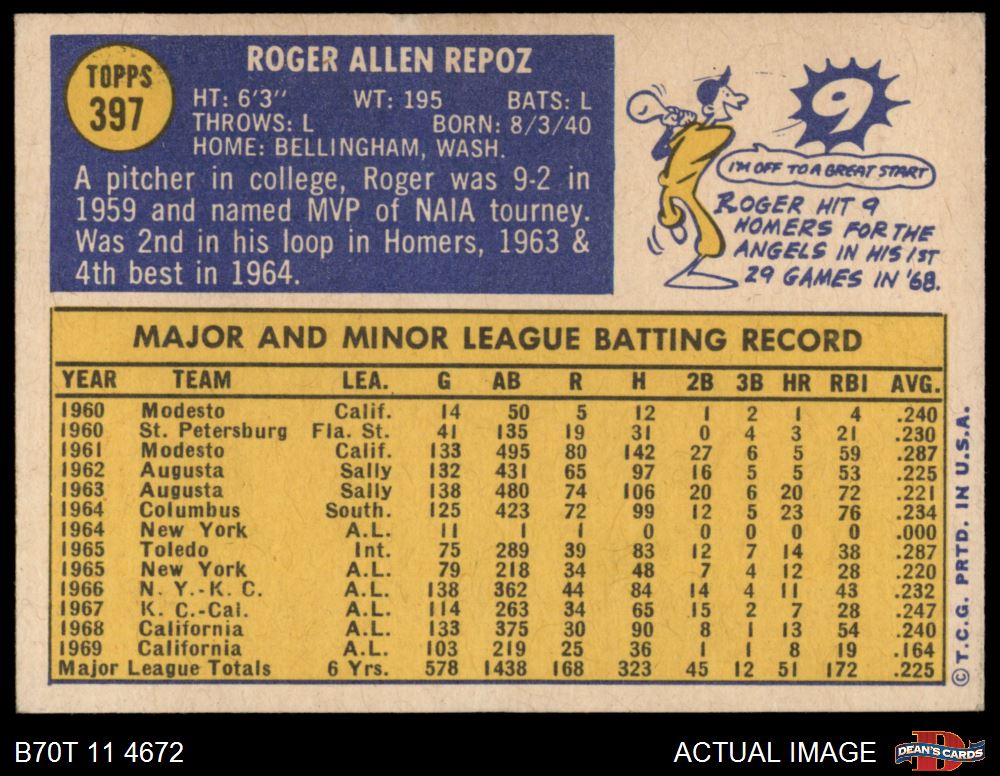 TOPPS
397
ROGER ALLEN REPOZ
HT: 6'3" WT: 195 BATS: L
THROWS: L BORN: 8/3/40
HOME: BELLINGHAM, WASH.
A pitcher in college, Roger was 9-2 in
1959 and named MVP of NAIA tourney.
Was 2nd in his loop in Homers, 1963 &
4th best in 1964.
9
I'M OFF TO A GREAT START
ROGER HIT 9
HOMERS FOR THE
ANGELS IN HIS 1ST
29 GAMES IN '68.
MAJOR AND MINOR LEAGUE BATTING RECORD
YEAR TEAM LEA. G AB R H 2B 3B HR RBI AVG.
1960 Modesto Calif. 14 50 5 12 1 2 1 4 .240
1960 St. Petersburg Fla. St. 41 135 19 31 0 4 3 21 .230
1961 Modesto Calif. 133 495 80 142 27 6 5 59 .287
1962 Augusta Sally 132 431 65 97 16 5 5 53 .225
1963 Augusta Sally 138 480 74 106 20 6 20 72 .221
1964 Columbus South. 125 423 72 99 12 5 23 76 .234
1964 New York A.L. 11 1 1 0 0 0 0 0 .000
1965 Toledo Int. 75 289 39 83 12 7 14 38 .287
1965 New York A.L. 79 218 34 48 7 4 12 28 .220
1966 N. Y.-K. C. A.L. 138 362 44 84 14 4 11 43 .232
1967 K. C.-Cal. A.L. 114 263 34 65 15 2 7 28 .247
1968 California A.L. 133 375 30 90 8 1 13 54 .240
1969 California A.L. 103 219 25 36 1 1 8 19 .164
Major League Totals 6 Yrs. 578 1438 168 323 45 12 51 172 .225
©T.C.G. PRTD. IN U.S.A.
B70T 11 4672
ACTUAL IMAGE
DEAN'S CARDS